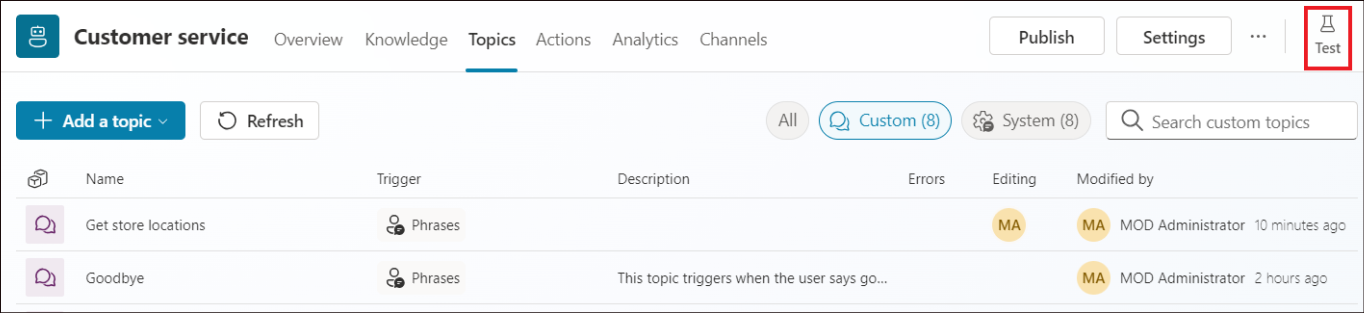 Customer service Overview Knowledge Topics Actions Analytics Channels Publish Settings ... Test
Add a topic Refresh All Custom (8) System (8) Search custom topics
Name Trigger Description Errors Editing Modified by
Get store locations Phrases MA MA MOD Administrator 10 minutes ago
Goodbye Phrases This topic triggers when the user says go... MA MOD Administrator 2 hours ago